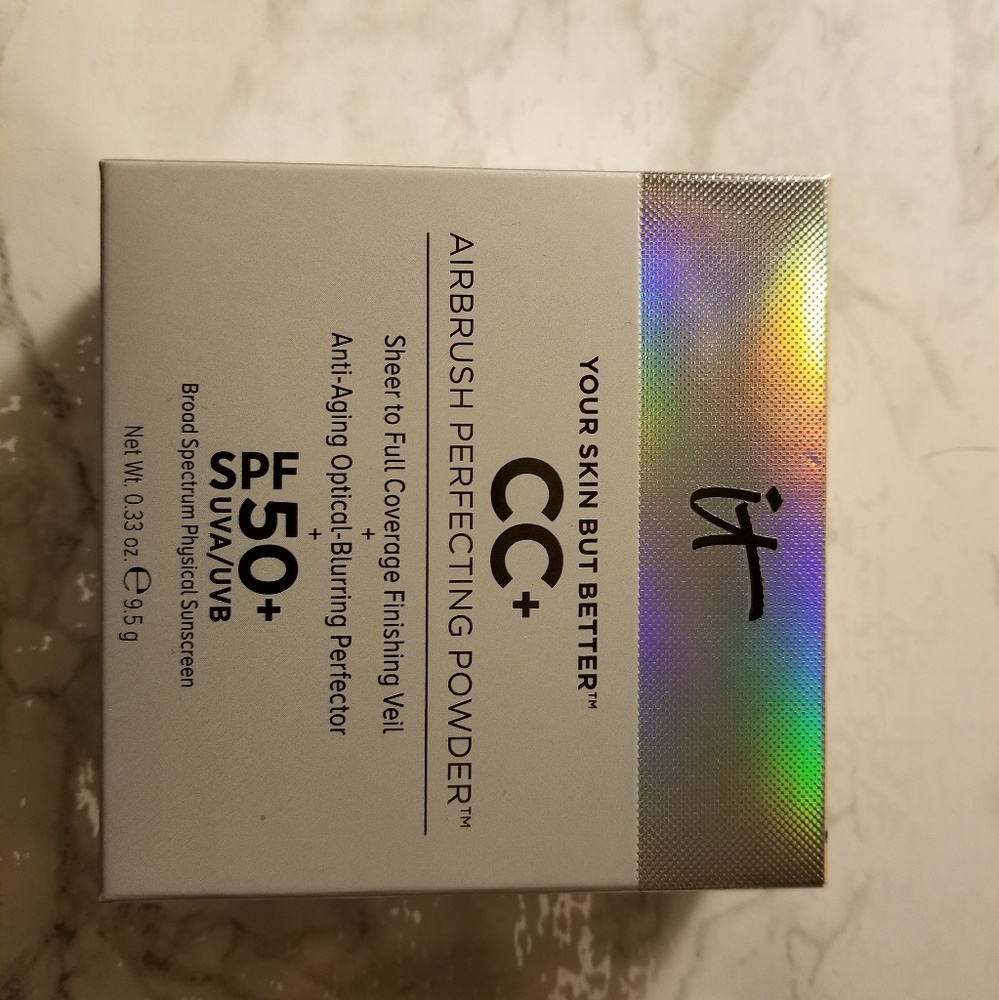 it
YOUR SKIN BUT BETTER™
CC+
AIRBRUSH PERFECTING POWDER™
Sheer to Full Coverage Finishing Veil
+
Anti-Aging Optical-Blurring Perfector
+
SPF 50+
UVA/UVB
Broad Spectrum Physical Sunscreen
Net Wt. 0.33 oz. ℮ 9.5 g